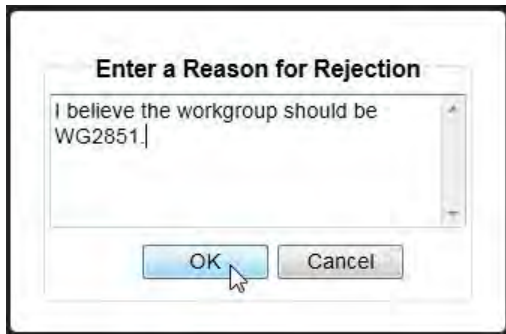 Enter a Reason for Rejection
I believe the workgroup should be
WG2851.
OK
Cancel